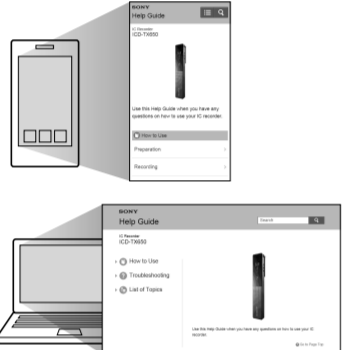 SONY
Help Guide
IC Recorder
ICD-TX650
Use this Help Guide when you have any
questions on how to use your IC recorder.
How to Use
Preparation
Recording
SONY
Help Guide
Search
IC Recorder
ICD-TX650
How to Use
Troubleshooting
List of Topics
Use this Help Guide when you have any questions on how to use your IC
recorder.
Go to Page Top